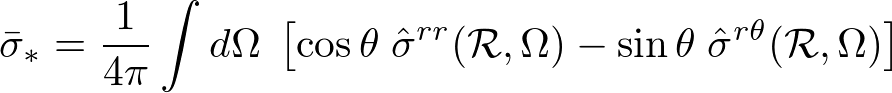 $\bar{\sigma}_* = \frac{1}{4\pi} \int d\Omega \ \left[ \cos\theta \ \hat{\sigma}^{rr}(\mathcal{R}, \Omega) - \sin\theta \ \hat{\sigma}^{r\theta}(\mathcal{R}, \Omega) \right]$